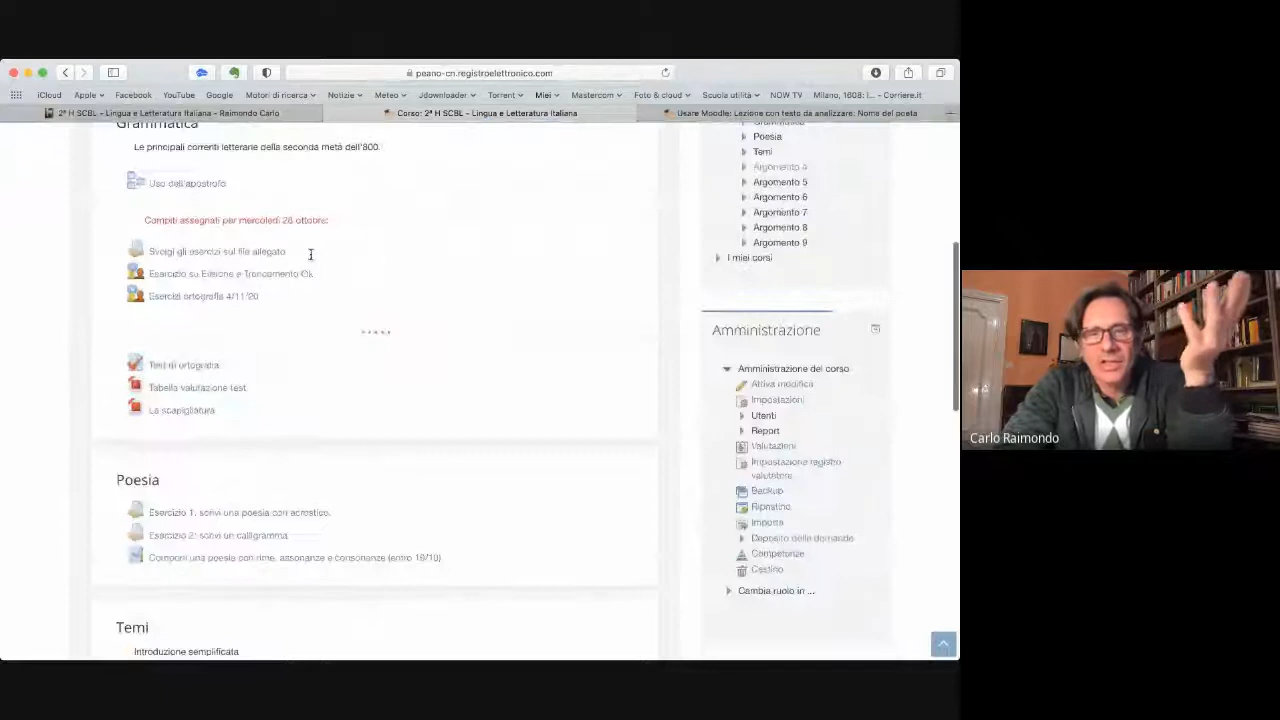 peano-cn.registroelettronico.com
iCloud Apple Facebook YouTube Google Motori di ricerca Notizie Meteo Jdownloader Torrent Miei Mastercom Foto & cloud Scuola utilità NOW TV Milano, 1608: I... - Corriere.it
2ª H SCBL - Lingua e Letteratura Italiana - Raimondo Carlo
Corso: 2ª H SCBL - Lingua e Letteratura Italiana
Usare Moodle: Lezione con testo da analizzare: Nome del poeta
Grammatica
Le principali correnti letterarie della seconda metà dell'800.
Uso dell'apostrofo
Compiti assegnati per mercoledì 28 ottobre:
Svolgi gli esercizi sul file allegato
Esercizio su Elisione e Troncamento Ok
Esercizi ortografia 4/11/20
*****
Test di ortografia
Tabella valutazione test
La scapigliatura
Poesia
Esercizio 1: scrivi una poesia con acrostico.
Esercizio 2: scrivi un calligramma
Componi una poesia con rime, assonanze e consonanze (entro 19/10)
Temi
Introduzione semplificata
Grammatica
Poesia
Temi
Argomento 4
Argomento 5
Argomento 6
Argomento 7
Argomento 8
Argomento 9
I miei corsi
Amministrazione
Amministrazione del corso
Attiva modifica
Impostazioni
Utenti
Report
Valutazioni
Impostazione registro
valutatore
Backup
Ripristino
Importa
Deposito delle domande
Competenze
Cestino
Cambia ruolo in ...
Carlo Raimondo